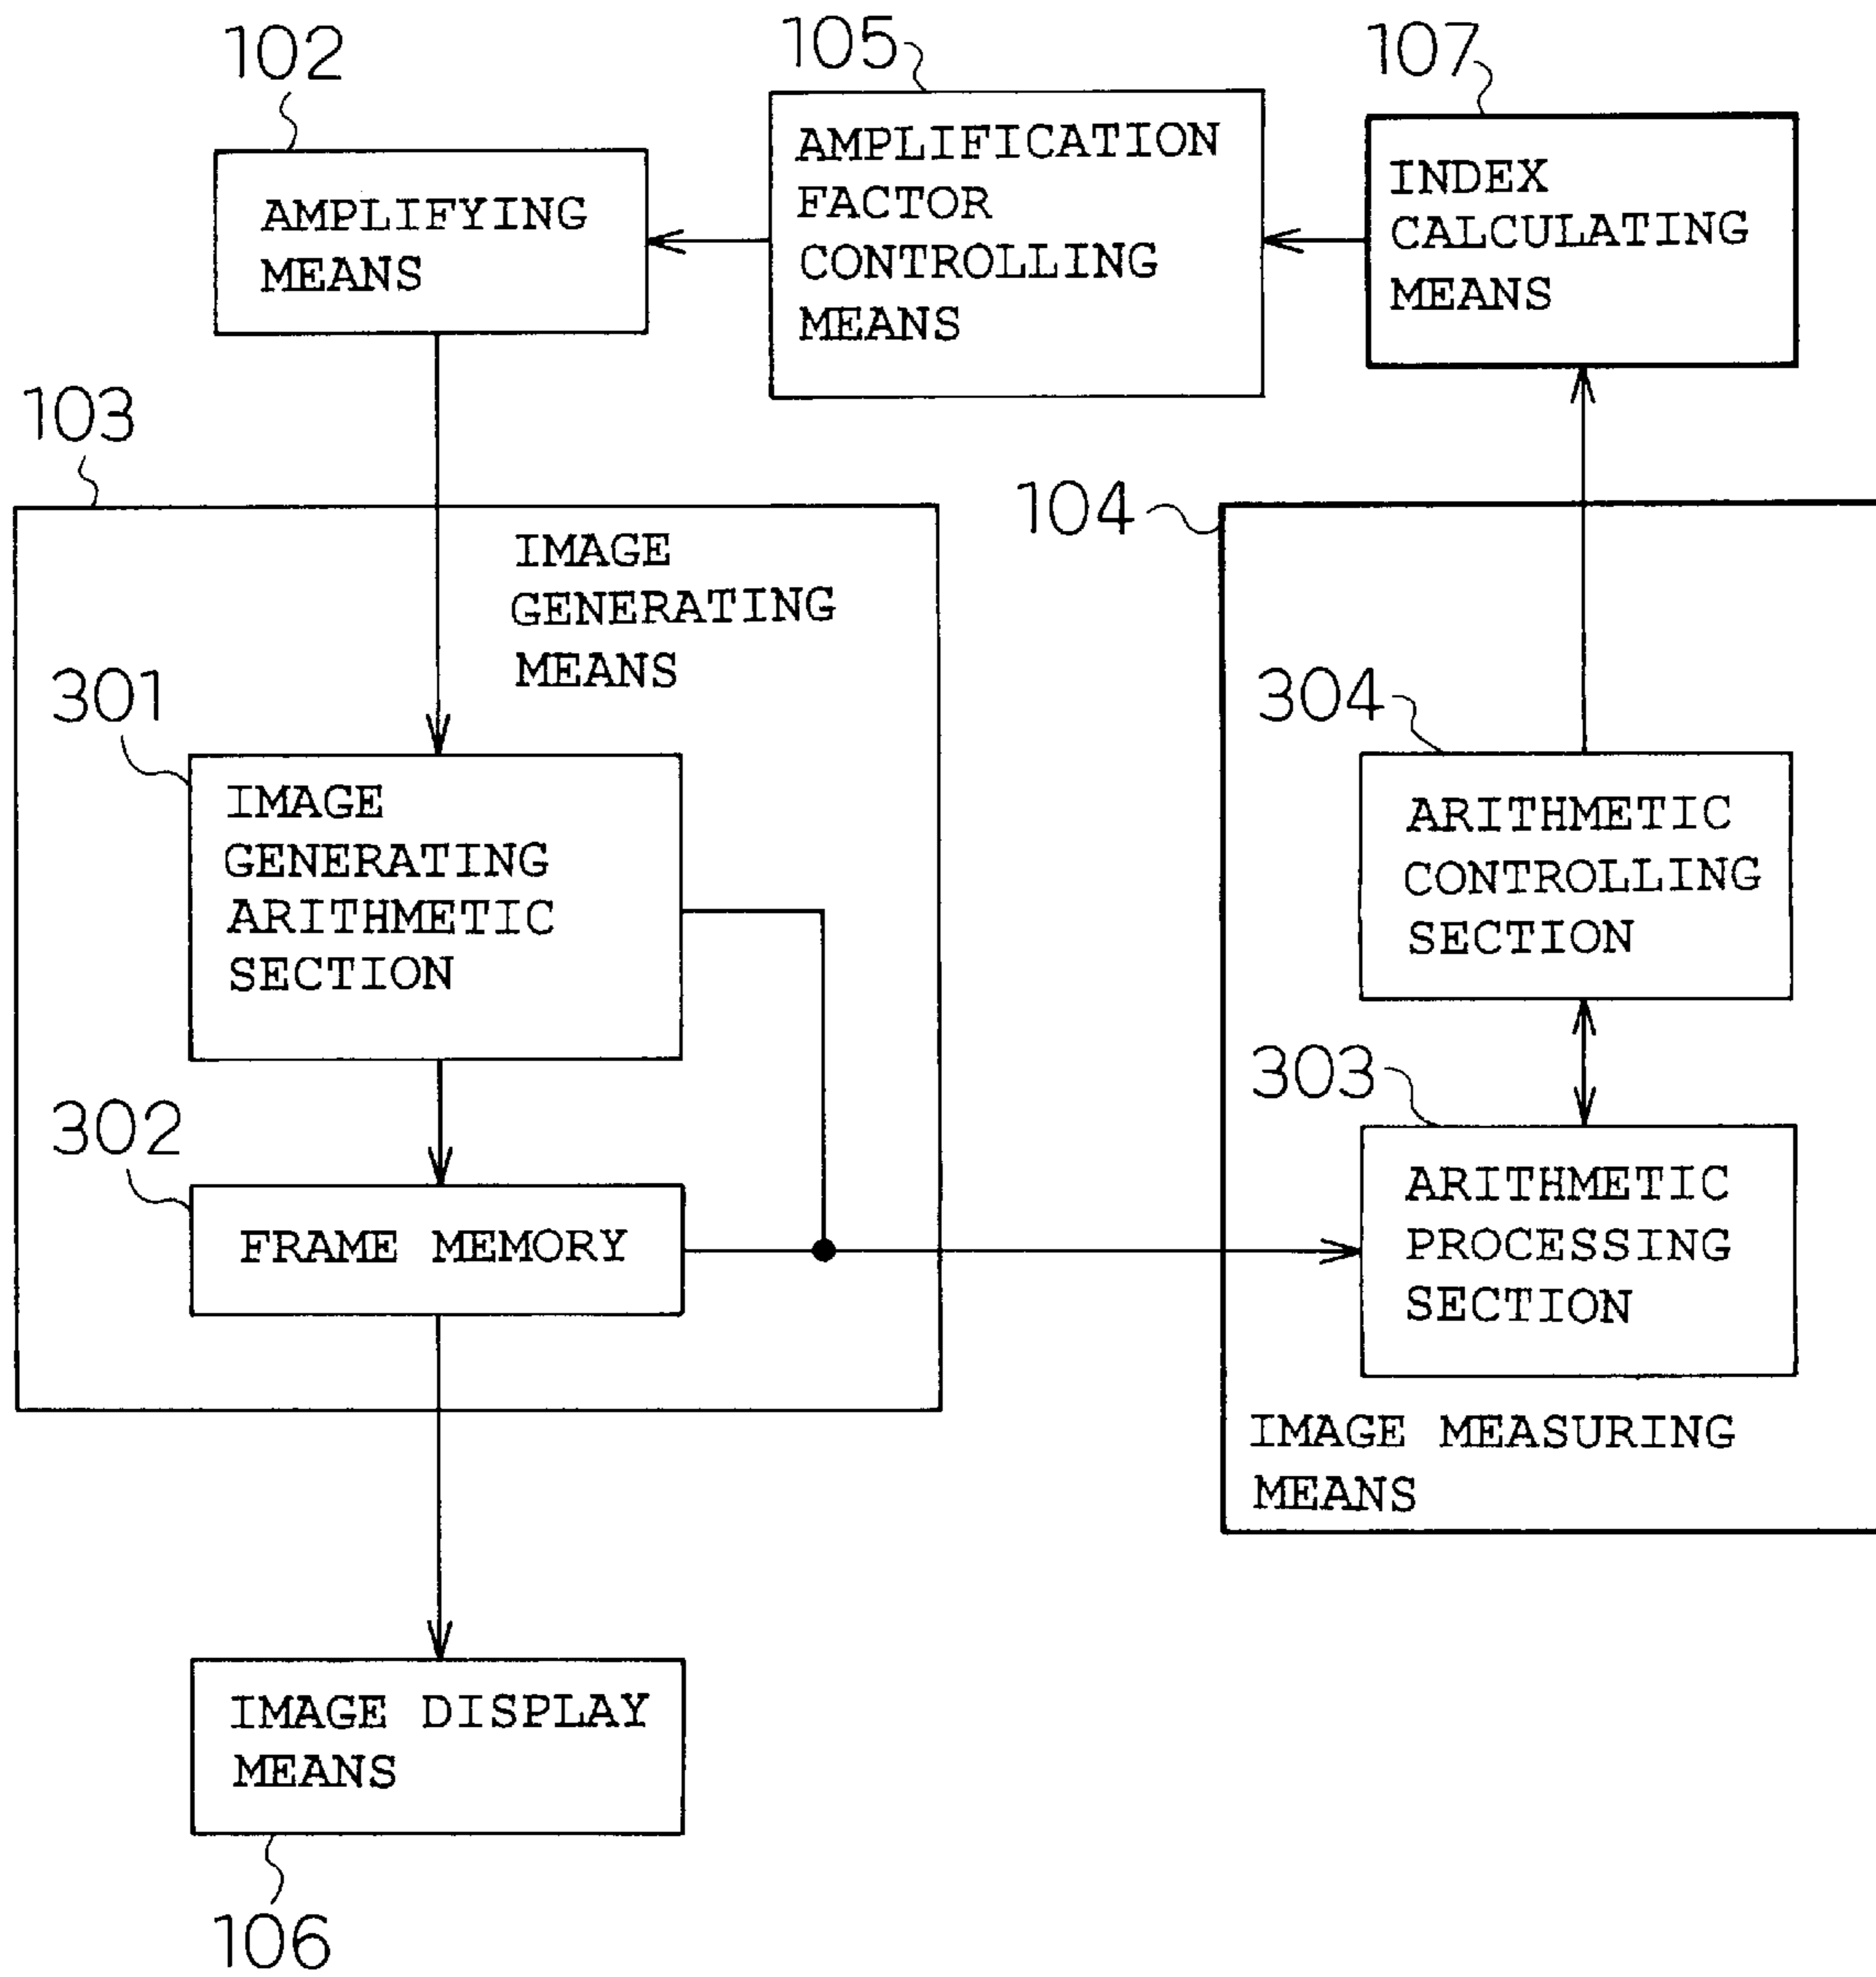 102
105
107
AMPLIFYING
MEANS
AMPLIFICATION
FACTOR
CONTROLLING
MEANS
INDEX
CALCULATING
MEANS
103
IMAGE
GENERATING
MEANS
104
301
IMAGE
GENERATING
ARITHMETIC
SECTION
304
ARITHMETIC
CONTROLLING
SECTION
302
FRAME MEMORY
303
ARITHMETIC
PROCESSING
SECTION
IMAGE MEASURING
MEANS
IMAGE DISPLAY
MEANS
106